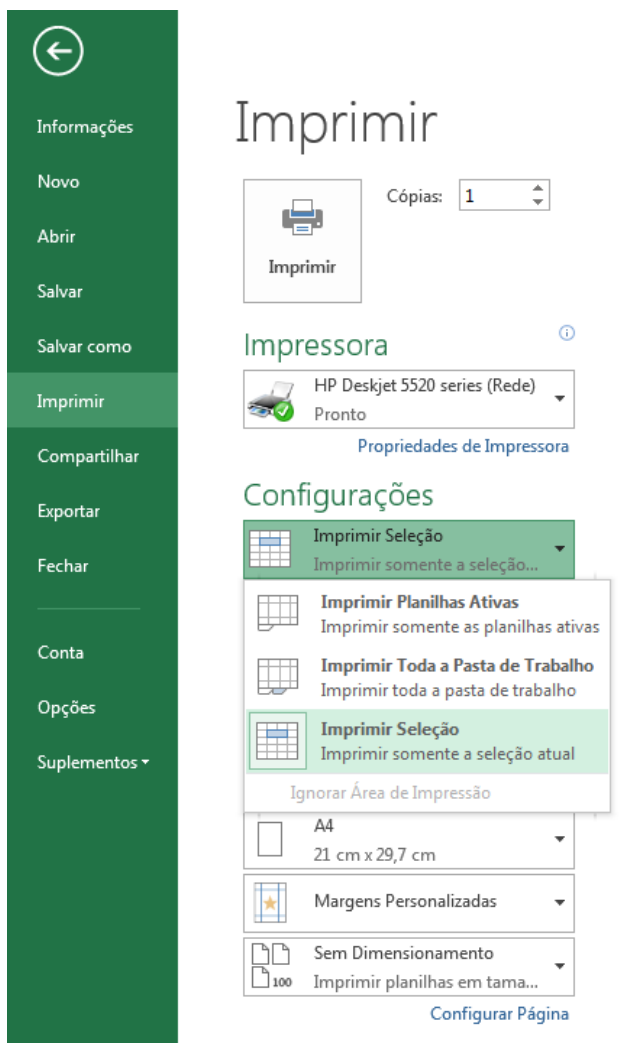 Informações
Novo
Abrir
Salvar
Salvar como
Imprimir
Compartilhar
Exportar
Fechar
Conta
Opções
Suplementos
Imprimir
Cópias: 1
Imprimir
Impressora
HP Deskjet 5520 series (Rede)
Pronto
Propriedades de Impressora
Configurações
Imprimir Seleção
Imprimir somente a seleção...
Imprimir Planilhas Ativas
Imprimir somente as planilhas ativas
Imprimir Toda a Pasta de Trabalho
Imprimir toda a pasta de trabalho
Imprimir Seleção
Imprimir somente a seleção atual
Ignorar Área de Impressão
A4
21 cm x 29,7 cm
Margens Personalizadas
Sem Dimensionamento
100 Imprimir planilhas em tama...
Configurar Página